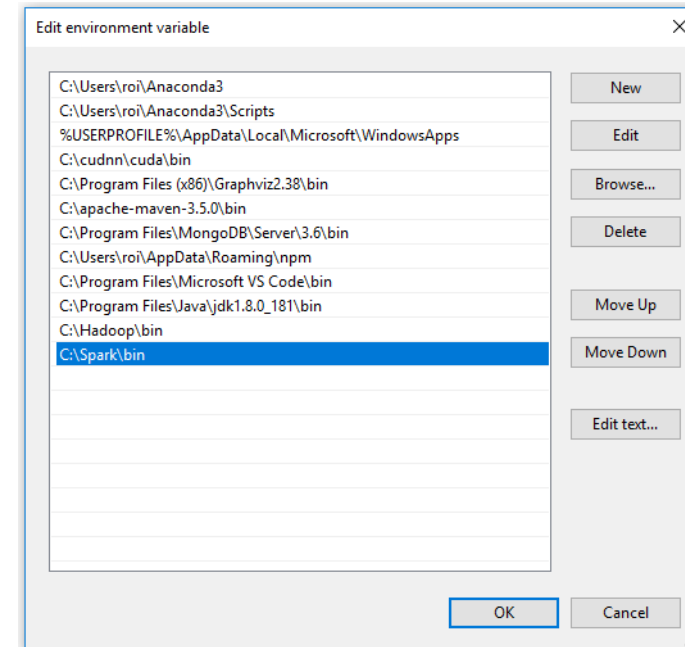 Edit environment variable
C:\Users\roi\Anaconda3
C:\Users\roi\Anaconda3\Scripts
%USERPROFILE%\AppData\Local\Microsoft\WindowsApps
C:\cudnn\cuda\bin
C:\Program Files (x86)\Graphviz2.38\bin
C:\apache-maven-3.5.0\bin
C:\Program Files\MongoDB\Server\3.6\bin
C:\Users\roi\AppData\Roaming\npm
C:\Program Files\Microsoft VS Code\bin
C:\Program Files\Java\jdk1.8.0_181\bin
C:\Hadoop\bin
C:\Spark\bin
New
Edit
Browse...
Delete
Move Up
Move Down
Edit text...
OK
Cancel